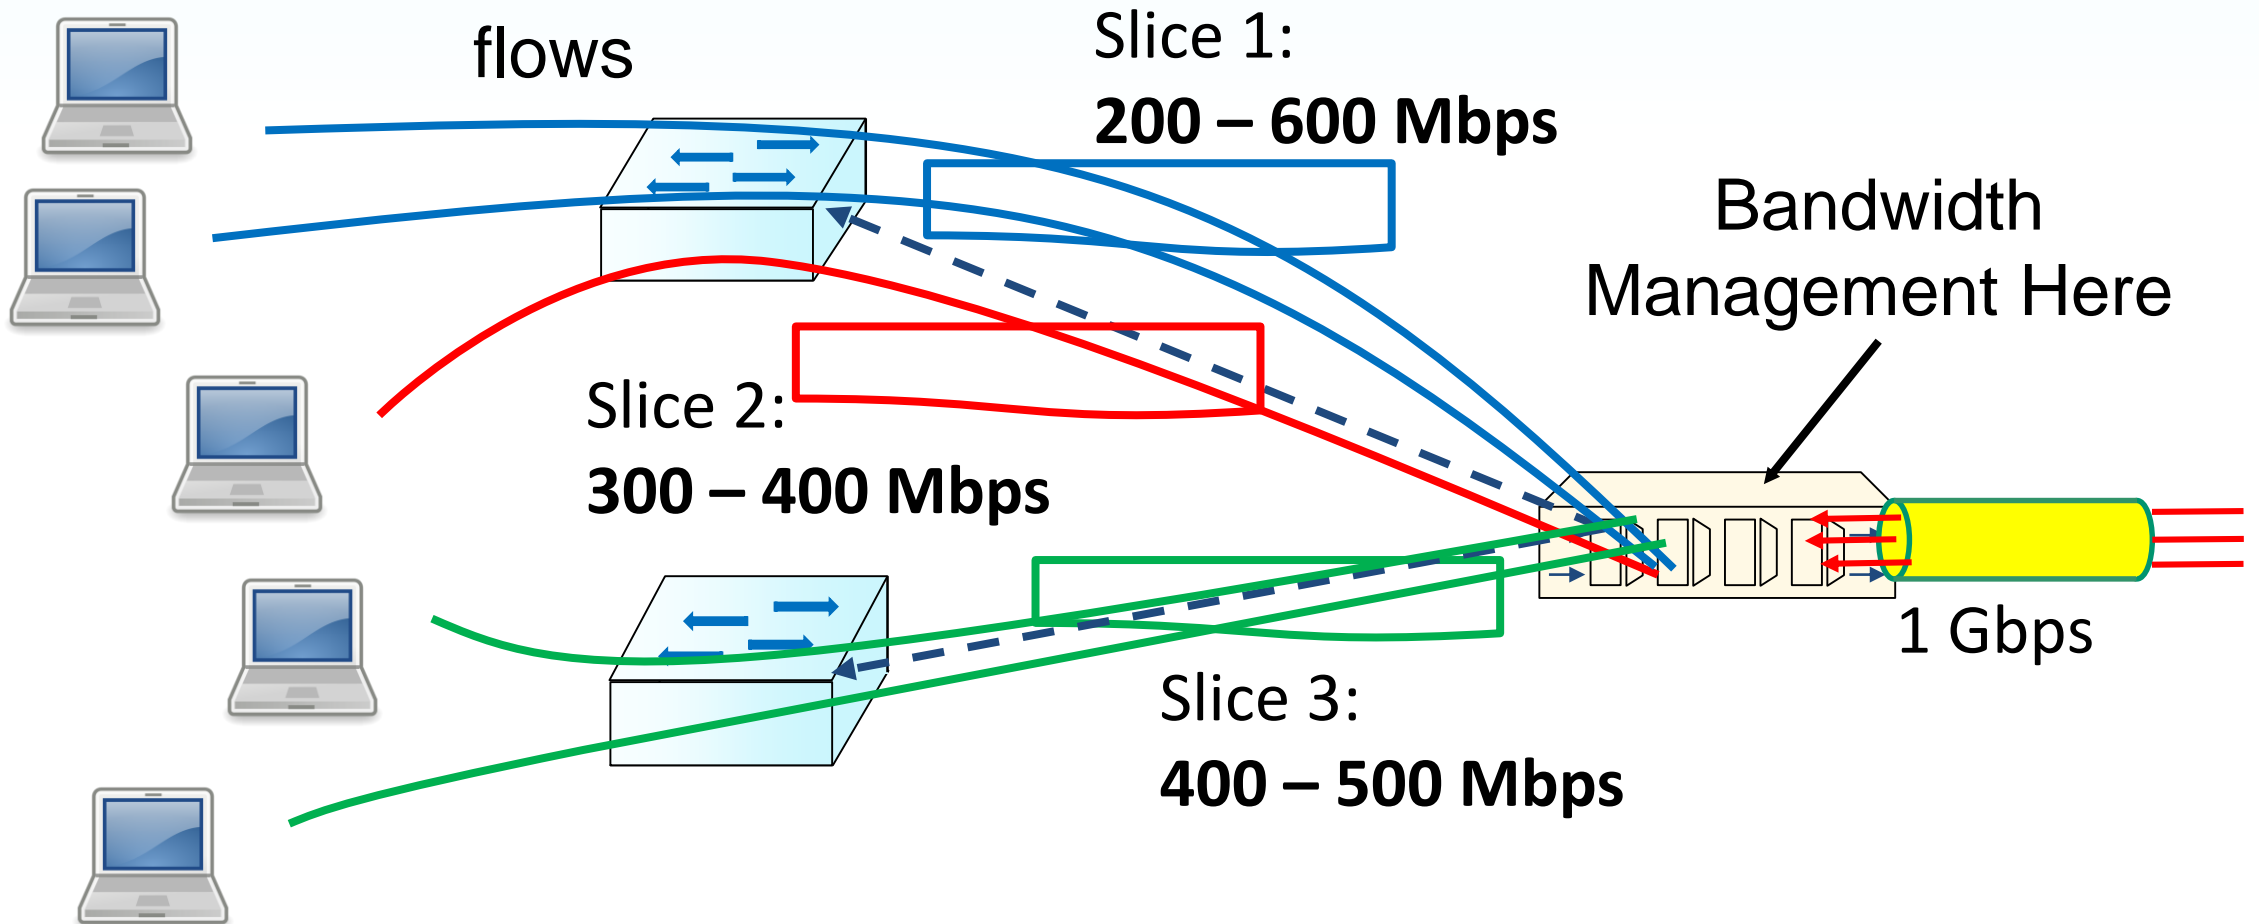 flows
Slice 1:
200 – 600 Mbps
Bandwidth
Management Here
Slice 2:
300 – 400 Mbps
1 Gbps
Slice 3:
400 – 500 Mbps